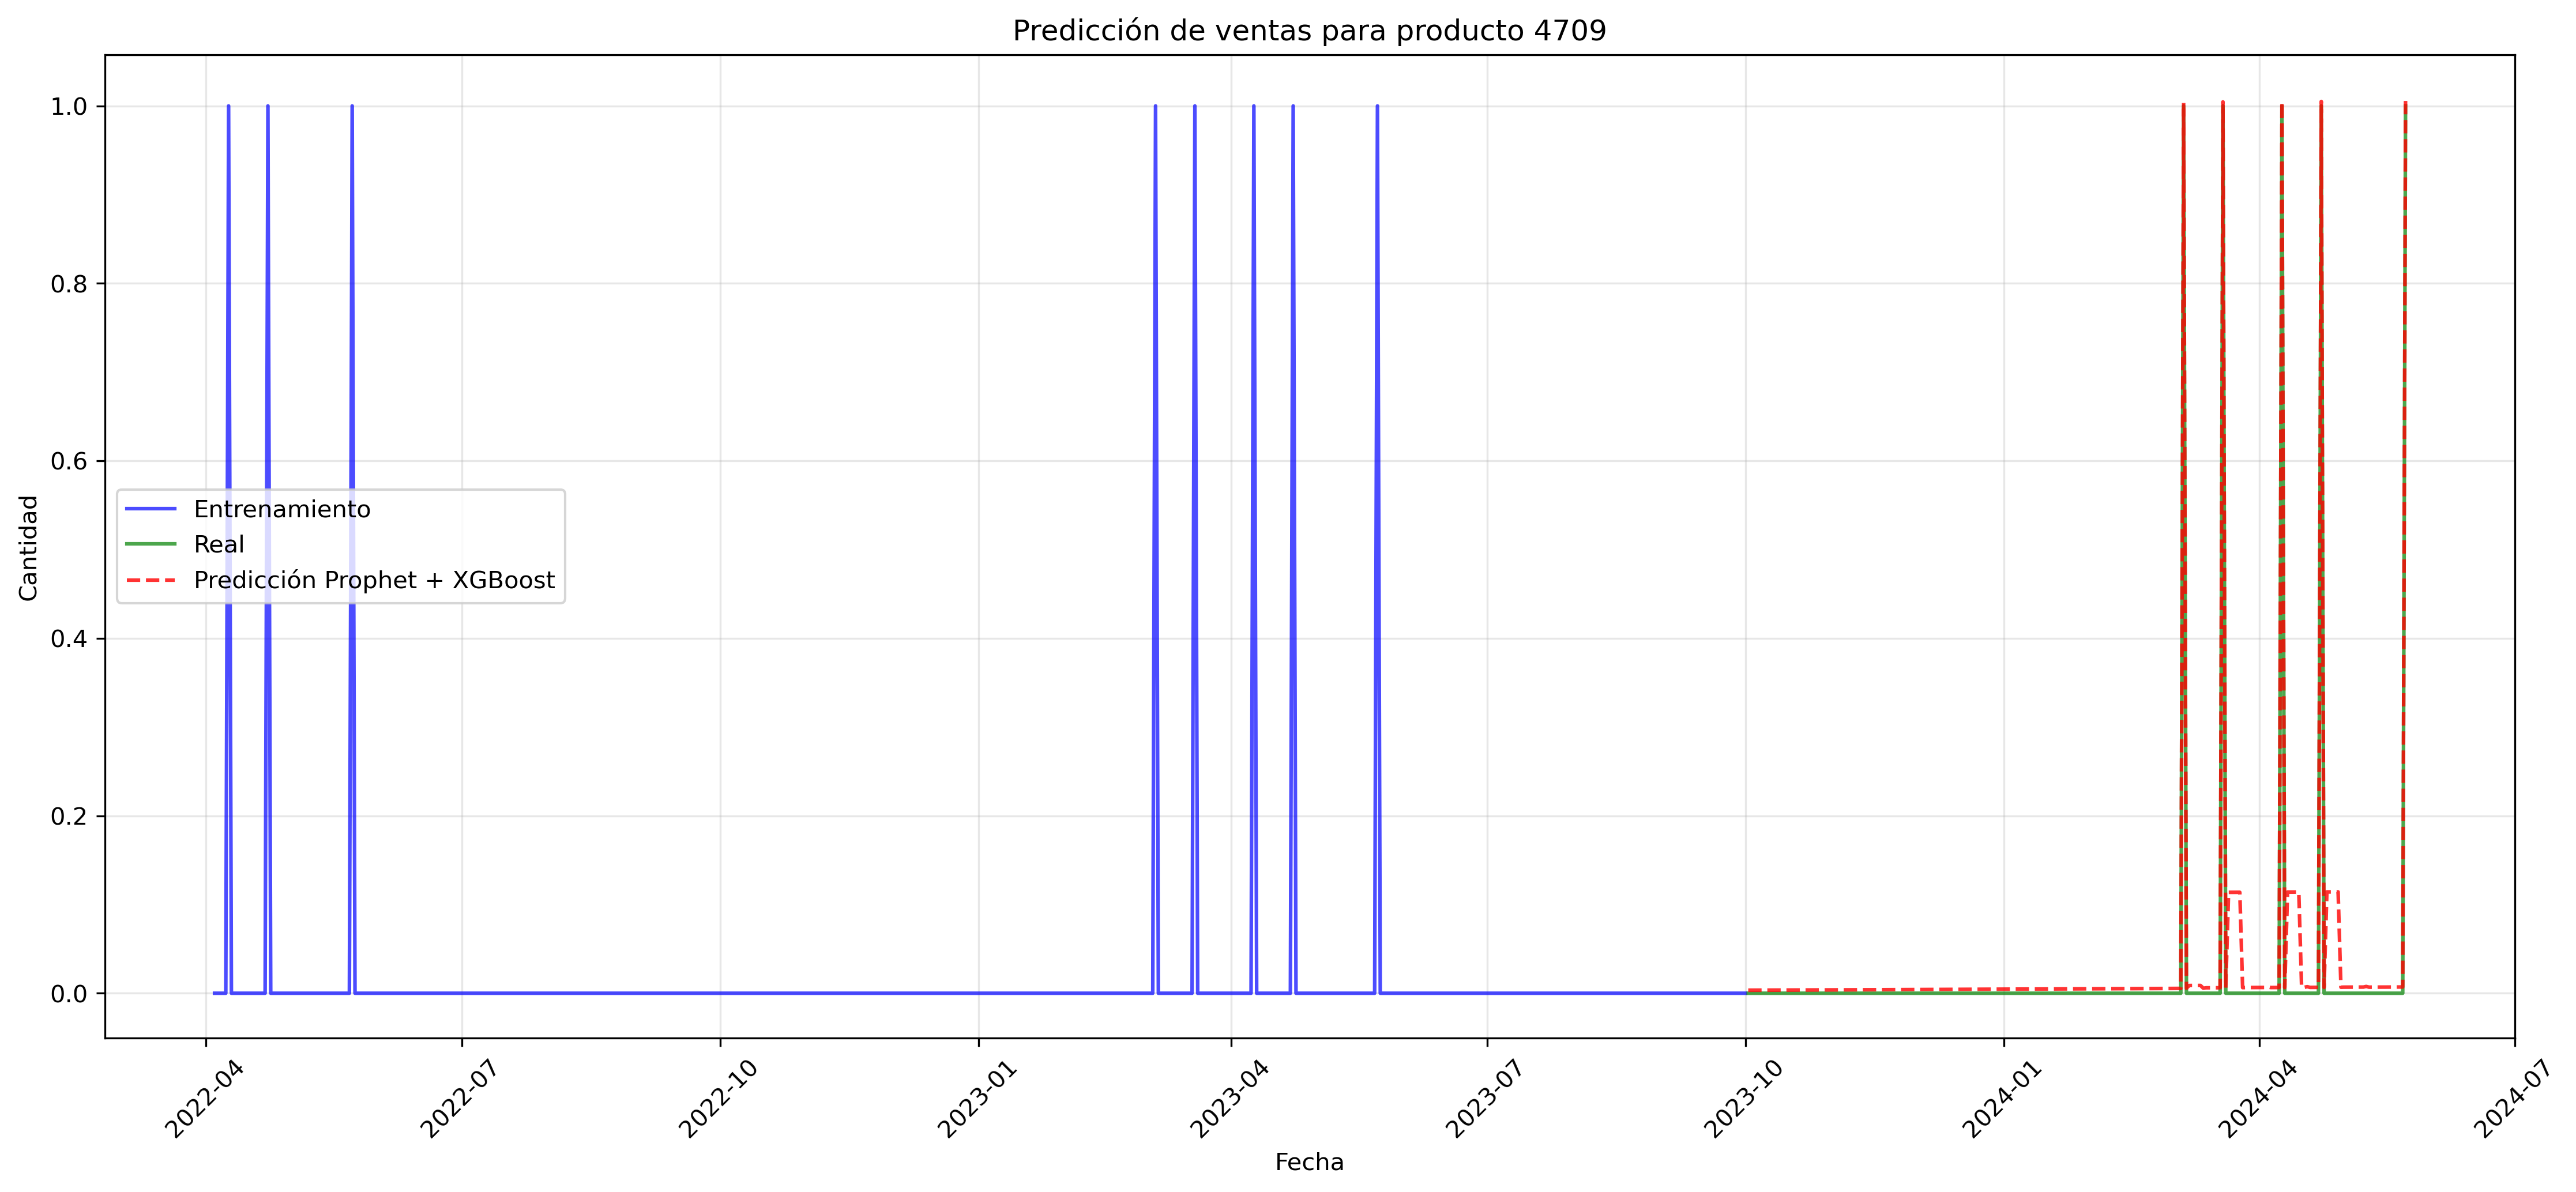 Predicción de ventas para producto 4709
1.0
0.8
0.6
0.4
0.2
0.0
Cantidad
Entrenamiento
Real
Predicción Prophet + XGBoost
2022-04
2022-07
2022-10
2023-01
2023-04
2023-07
2023-10
2024-01
2024-04
2024-07
Fecha